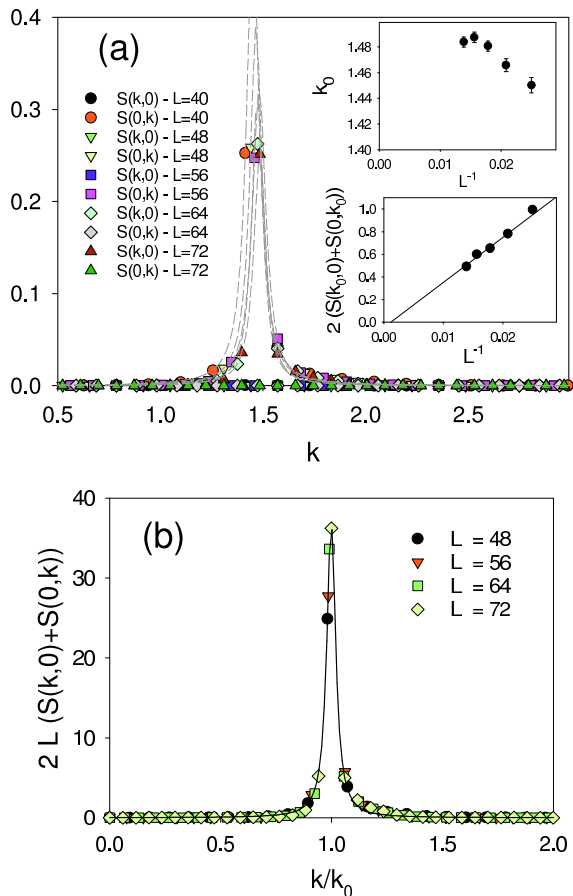 (a)
S(k,0) - L=40
S(0,k) - L=40
S(k,0) - L=48
S(0,k) - L=48
S(k,0) - L=56
S(0,k) - L=56
S(k,0) - L=64
S(0,k) - L=64
S(k,0) - L=72
S(0,k) - L=72
0.4
0.3
0.2
0.1
0.0
0.5 1.0 1.5 2.0 2.5
k
k0
1.48
1.46
1.44
1.42
1.40
0.00 0.02
L-1
2 (S(k0,0)+S(0,k0))
1.0
0.8
0.6
0.4
0.2
0.0
0.00 0.02
L-1
(b)
L = 48
L = 56
L = 64
L = 72
2 L (S(k,0)+S(0,k))
40
30
20
10
0
0.0 0.5 1.0 1.5 2.0
k/k0